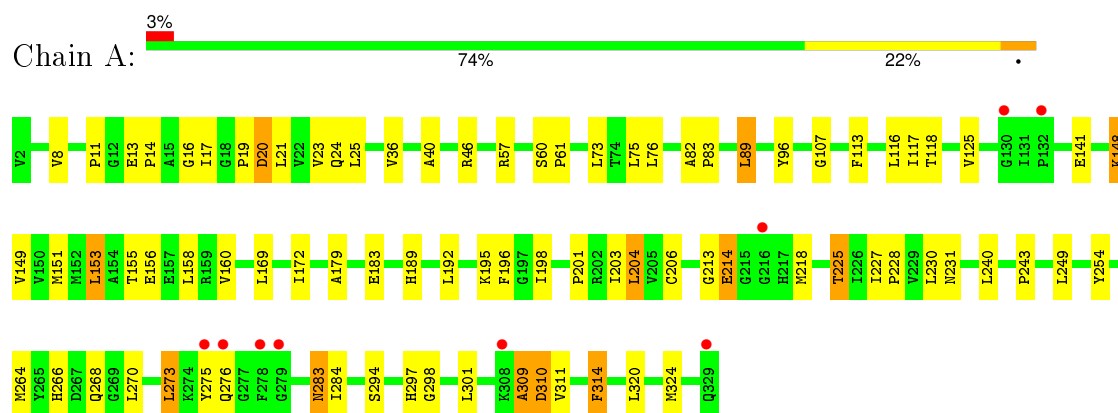 3%
Chain A:
74%
22%
•
V2 V8 P11 G12 E13 P14 A15 G16 I17 G18 P19 D20 L21 V22 V23 Q24 L25 V36 A40 R46 R57 S60 P61 L73 T74 L75 L76 A82 P83 L89 Y96 G107 F113 L116 I117 T118 V125 G130 I131 P132 E141 K148
V149 V150 M151 M152 L153 A154 T155 E156 E157 L158 R159 V160 L169 I172 A179 E183 H189 L192 K195 F196 G197 I198 P201 R202 I203 L204 V205 C206 G213 E214 G215 G216 H217 M218 T225 I226 I227 P228 V229 L230 N231 L240 P243 L249 Y254
M264 Y265 H266 D267 Q268 G269 L270 L273 K274 Y275 Q276 G277 F278 G279 N283 I284 S294 H297 G298 L301 K308 A309 D310 V311 F314 L320 M324 Q329